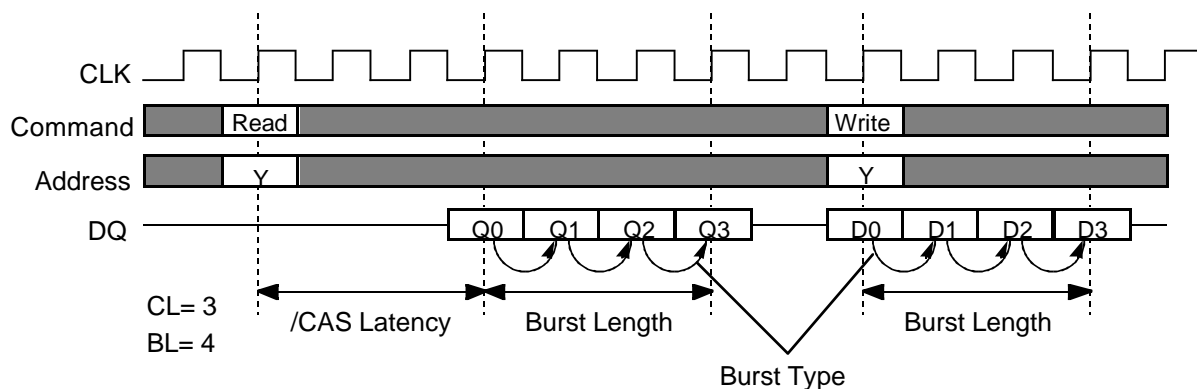 CLK
Command Read Write
Address Y Y
DQ Q0 Q1 Q2 Q3 D0 D1 D2 D3
CL= 3 /CAS Latency Burst Length Burst Length
BL= 4
Burst Type